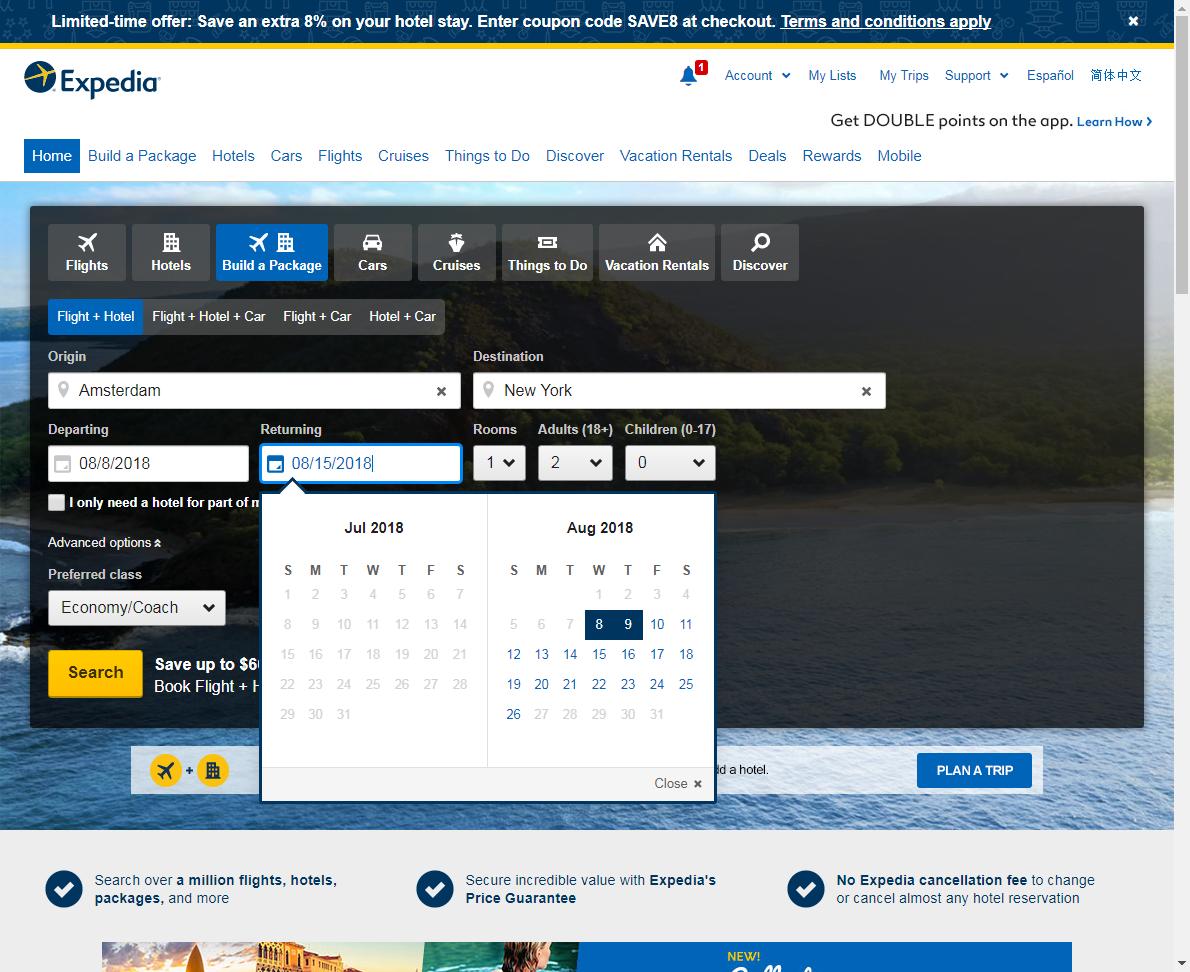 Limited-time offer: Save an extra 8% on your hotel stay. Enter coupon code SAVE8 at checkout. Terms and conditions apply
Expedia
1
Account My Lists My Trips Support Español 简体中文
Get DOUBLE points on the app. Learn How
Home Build a Package Hotels Cars Flights Cruises Things to Do Discover Vacation Rentals Deals Rewards Mobile
Flights Hotels Build a Package Cars Cruises Things to Do Vacation Rentals Discover
Flight + Hotel Flight + Hotel + Car Flight + Car Hotel + Car
Origin Destination
Amsterdam New York
Departing Returning Rooms Adults (18+) Children (0-17)
08/8/2018 08/15/2018 1 2 0
I only need a hotel for part of
Advanced options
Preferred class
Economy/Coach
Search
Save up to
Book Flight +
Jul 2018
S M T W T F S
1 2 3 4 5 6 7
8 9 10 11 12 13 14
15 16 17 18 19 20 21
22 23 24 25 26 27 28
29 30 31
Aug 2018
S M T W T F S
1 2 3 4
5 6 7 8 9 10 11
12 13 14 15 16 17 18
19 20 21 22 23 24 25
26 27 28 29 30 31
Close
+ a hotel. PLAN A TRIP
Search over a million flights, hotels,
packages, and more
Secure incredible value with Expedia's
Price Guarantee
No Expedia cancellation fee to change
or cancel almost any hotel reservation
NEW!